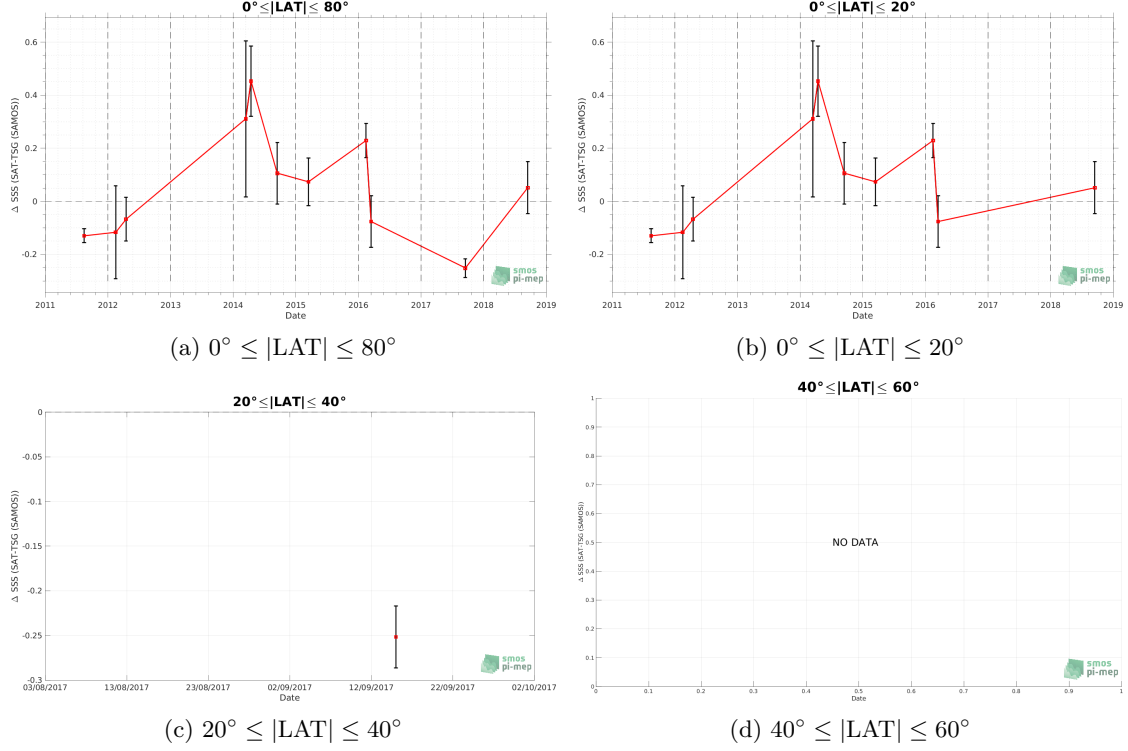 0°≤|LAT|≤ 80°
0.6
0.4
0.2
0
-0.2
Δ SSS (SAT-TSG (SAMOS))
2011 2012 2013 2014 2015 2016 2017 2018 2019
Date
smos
pi-mep
(a) 0° ≤ |LAT| ≤ 80°
0°≤|LAT|≤ 20°
0.6
0.4
0.2
0
-0.2
Δ SSS (SAT-TSG (SAMOS))
2011 2012 2013 2014 2015 2016 2017 2018 2019
Date
smos
pi-mep
(b) 0° ≤ |LAT| ≤ 20°
20°≤|LAT|≤ 40°
0
-0.05
-0.1
-0.15
-0.2
-0.25
-0.3
Δ SSS (SAT-TSG (SAMOS))
03/08/2017 13/08/2017 23/08/2017 02/09/2017 12/09/2017 22/09/2017 02/10/2017
Date
smos
pi-mep
(c) 20° ≤ |LAT| ≤ 40°
40°≤|LAT|≤ 60°
1
0.9
0.8
0.7
0.6
0.5
0.4
0.3
0.2
0.1
0
Δ SSS (SAT-TSG (SAMOS))
NO DATA
0 0.1 0.2 0.3 0.4 0.5 0.6 0.7 0.8 0.9 1
Date
smos
pi-mep
(d) 40° ≤ |LAT| ≤ 60°